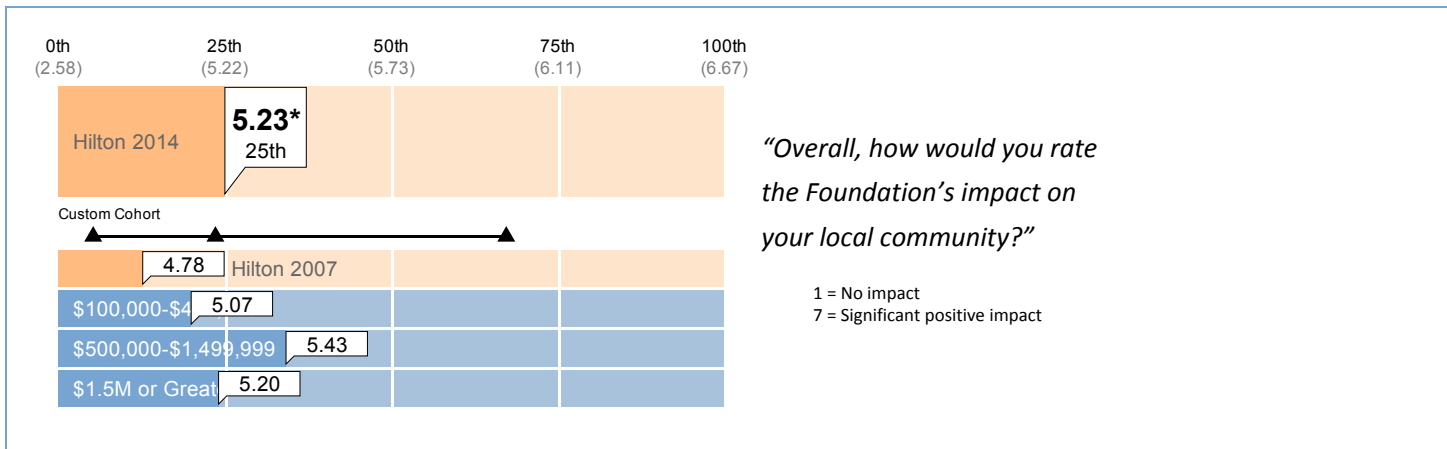 0th 25th 50th 75th 100th
(2.58) (5.22) (5.73) (6.11) (6.67)
Hilton 2014
5.23*
25th
Custom Cohort
4.78 Hilton 2007
$100,000-$4 5.07
$500,000-$1,499,999 5.43
$1.5M or Great 5.20
“Overall, how would you rate
the Foundation’s impact on
your local community?”
1 = No impact
7 = Significant positive impact